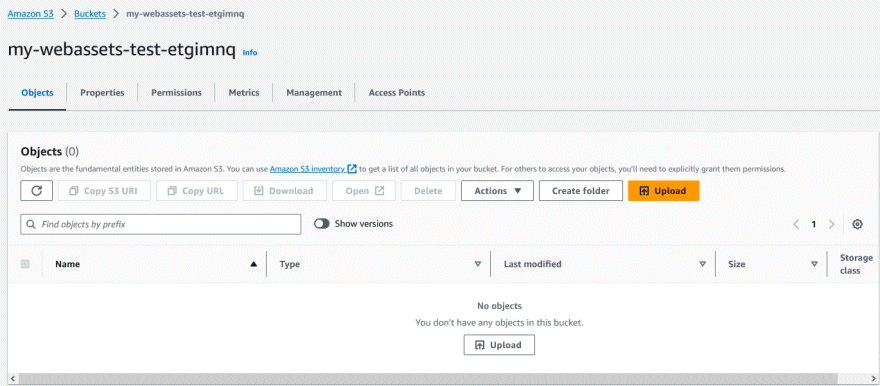 Amazon S3 > Buckets > my-webassets-test-etgimnq
my-webassets-test-etgimnq Info
Objects Properties Permissions Metrics Management Access Points
Objects (0)
Objects are the fundamental entities stored in Amazon S3. You can use Amazon S3 inventory to get a list of all objects in your bucket. For others to access your objects, you'll need to explicitly grant them permissions.
Copy S3 URI Copy URL Download Open Delete Actions Create folder Upload
Find objects by prefix Show versions 1
Name Type Last modified Size Storage
class
No objects
You don't have any objects in this bucket.
Upload